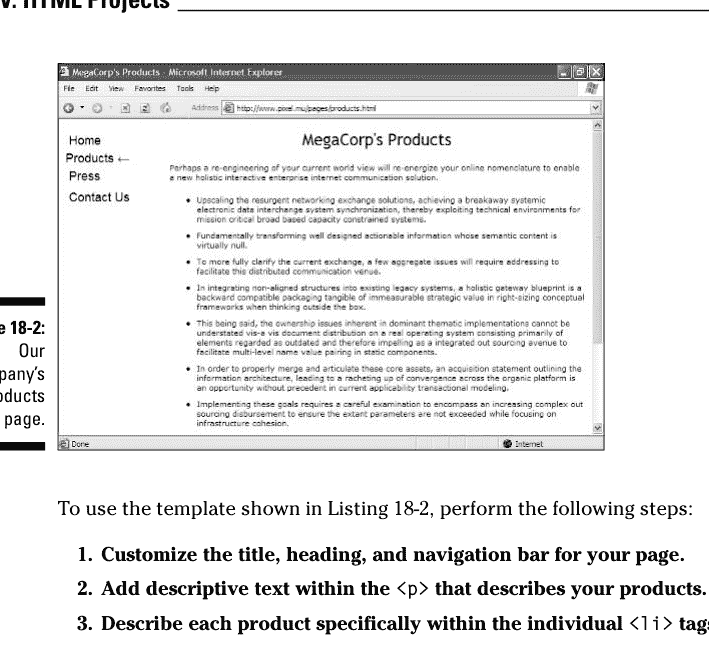 V: HTML Projects
MegaCorp's Products - Microsoft Internet Explorer
File Edit View Favorites Tools Help
Address http://www.pixel.mu/pages/products.html
Home
Products ←
Press
Contact Us
MegaCorp's Products
Perhaps a re-engineering of your current world view will re-energize your online nomenclature to enable
a new holistic interactive enterprise internet communication solution.
• Upscaling the resurgent networking exchange solutions, achieving a breakaway systemic
electronic data interchange system synchronization, thereby exploiting technical environments for
mission critical broad based capacity constrained systems.
• Fundamentally transforming well designed actionable information whose semantic content is
virtually null.
• To more fully clarify the current exchange, a few aggregate issues will require addressing to
facilitate this distributed communication venue.
• In integrating non-aligned structures into existing legacy systems, a holistic gateway blueprint is a
backward compatible packaging tangible of immeasurable strategic value in right-sizing conceptual
frameworks when thinking outside the box.
• This being said, the ownership issues inherent in dominant thematic implementations cannot be
understated vis-a vis document distribution on a real operating system consisting primarily of
elements regarded as outdated and therefore impelling as a integrated out sourcing avenue to
facilitate multi-level name value pairing in static components.
• In order to properly merge and articulate these core assets, an acquisition statement outlining the
information architecture, leading to a racheting up of convergence across the organic platform is
an opportunity without precedent in current applicability transactional modeling.
• Implementing these goals requires a careful examination to encompass an increasing complex out
sourcing disbursement to ensure the extant parameters are not exceeded while focusing on
infrastructure cohesion.
Done Internet
e 18-2:
Our
pany's
oducts
page.
To use the template shown in Listing 18-2, perform the following steps:
1. Customize the title, heading, and navigation bar for your page.
2. Add descriptive text within the <p> that describes your products.
3. Describe each product specifically within the individual <li> tags